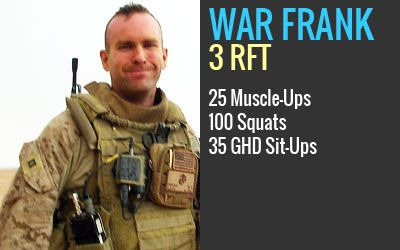 WAR FRANK
3 RFT
25 Muscle-Ups
100 Squats
35 GHD Sit-Ups